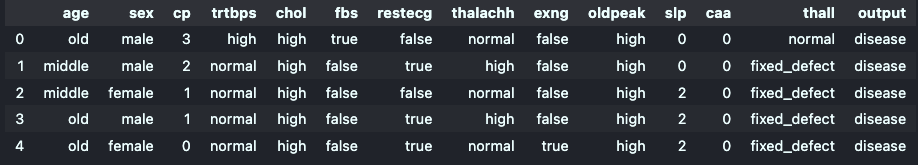 age sex cp trtbps chol fbs restecg thalachh exng oldpeak slp caa thall output
0 old male 3 high high true false normal false high 0 0 normal disease
1 middle male 2 normal high false true high false high 0 0 fixed_defect disease
2 middle female 1 normal high false false normal false high 2 0 fixed_defect disease
3 old male 1 normal high false true high false high 2 0 fixed_defect disease
4 old female 0 normal high false true normal true high 2 0 fixed_defect disease